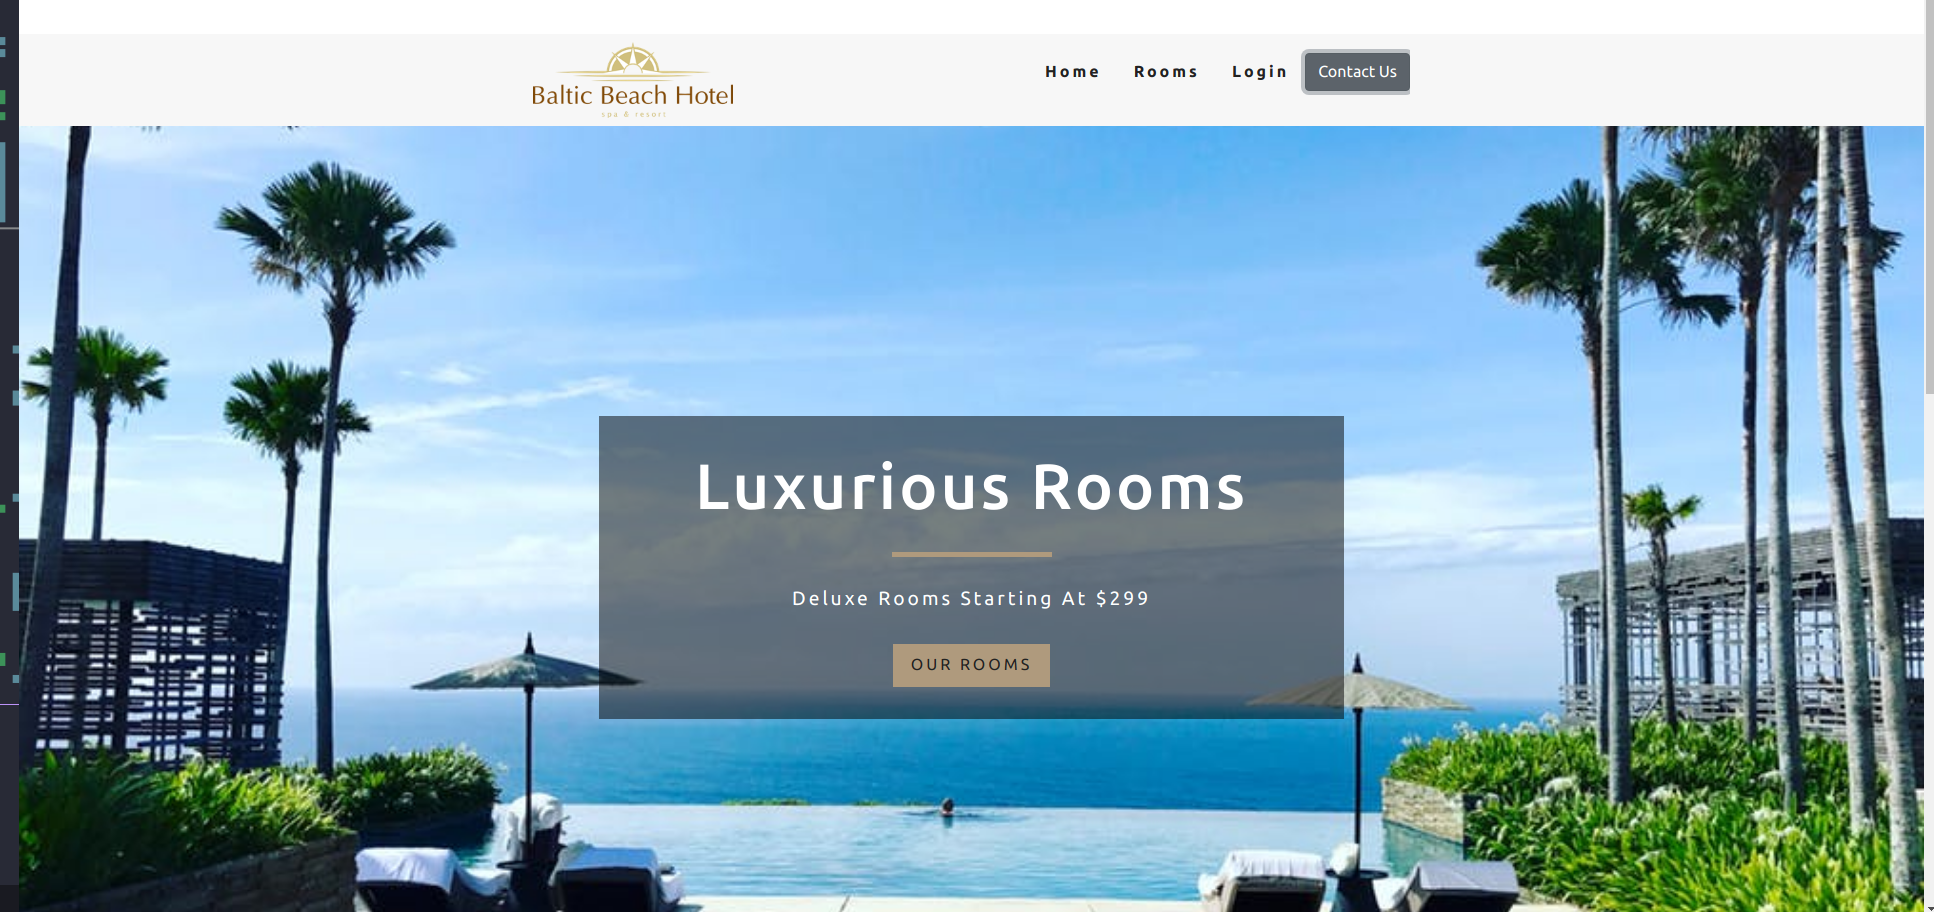 Baltic Beach Hotel
spa & resort
Home Rooms Login Contact Us
Luxurious Rooms
Deluxe Rooms Starting At $299
OUR ROOMS